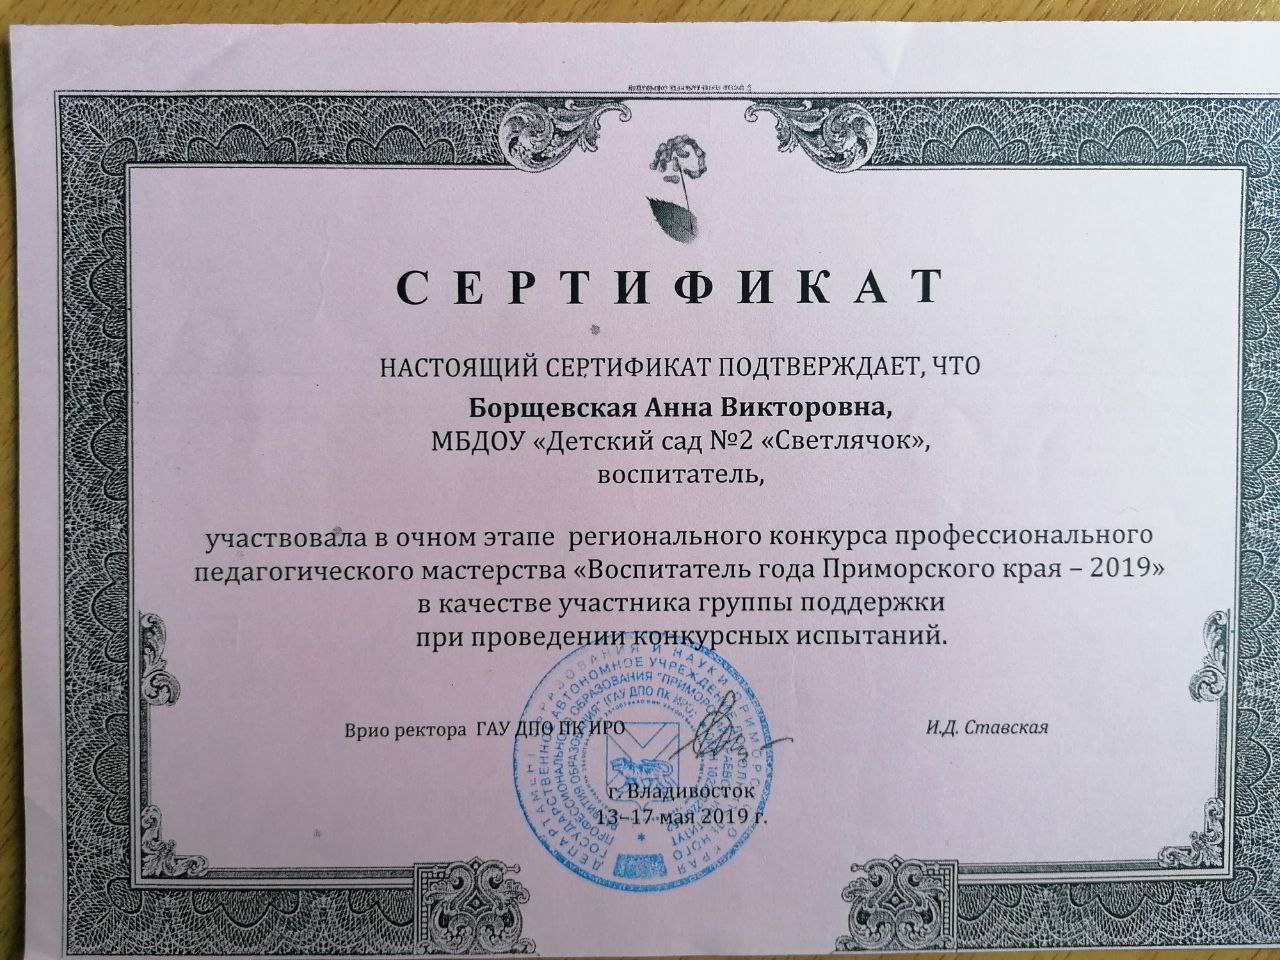 СЕРТИФИКАТ
НАСТОЯЩИЙ СЕРТИФИКАТ ПОДТВЕРЖДАЕТ, ЧТО
Борщевская Анна Викторовна,
МБДОУ «Детский сад №2 «Светлячок»,
воспитатель,
участвовала в очном этапе регионального конкурса профессионального
педагогического мастерства «Воспитатель года Приморского края – 2019»
в качестве участника группы поддержки
при проведении конкурсных испытаний.
Врио ректора ГАУ ДПО ПК ИРО
И.Д. Ставская
г. Владивосток
13–17 мая 2019 г.